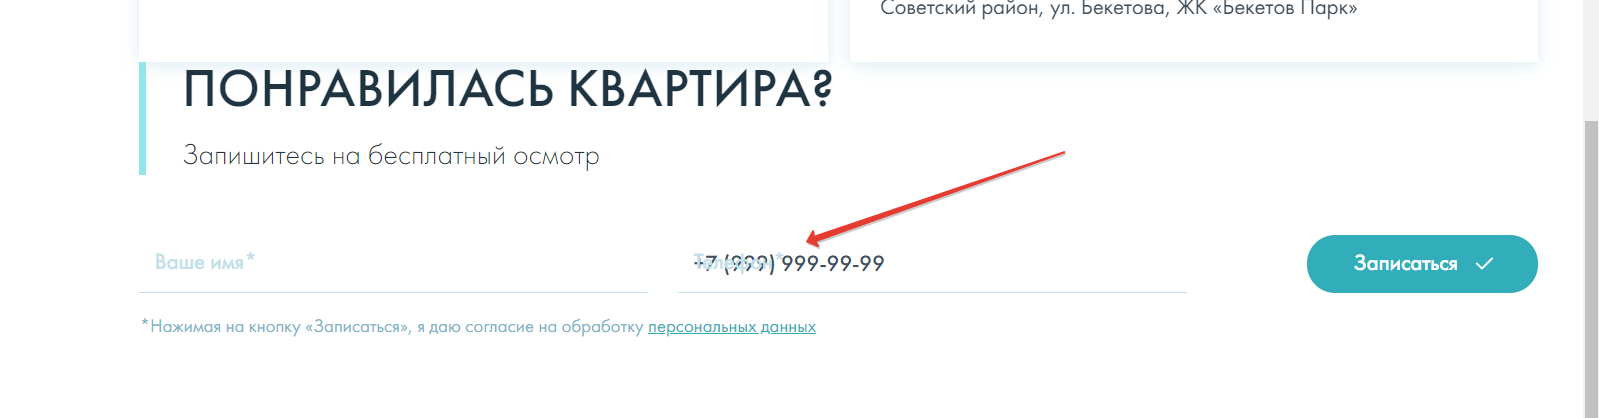 Советский район, ул. Бекетова, ЖК «Бекетов Парк»
ПОНРАВИЛАСЬ КВАРТИРА?
Запишитесь на бесплатный осмотр
Ваше имя*
Телефон*
+7 (999) 999-99-99
Записаться
*Нажимая на кнопку «Записаться», я даю согласие на обработку персональных данных